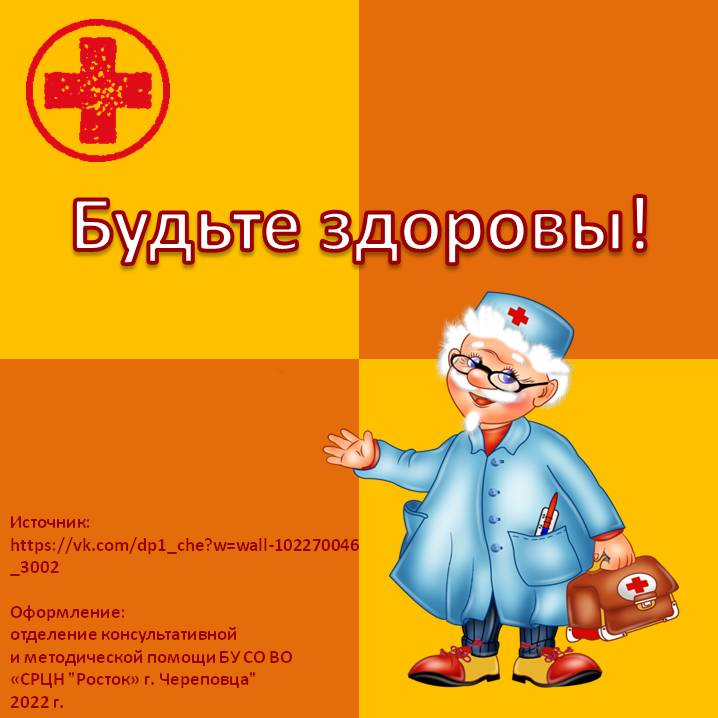 Будьте здоровы!
Источник:
https://vk.com/dp1_che?w=wall-102270046
_3002
Оформление:
отделение консультативной
и методической помощи БУ СО ВО
«СРЦН "Росток» г. Череповца"
2022 г.